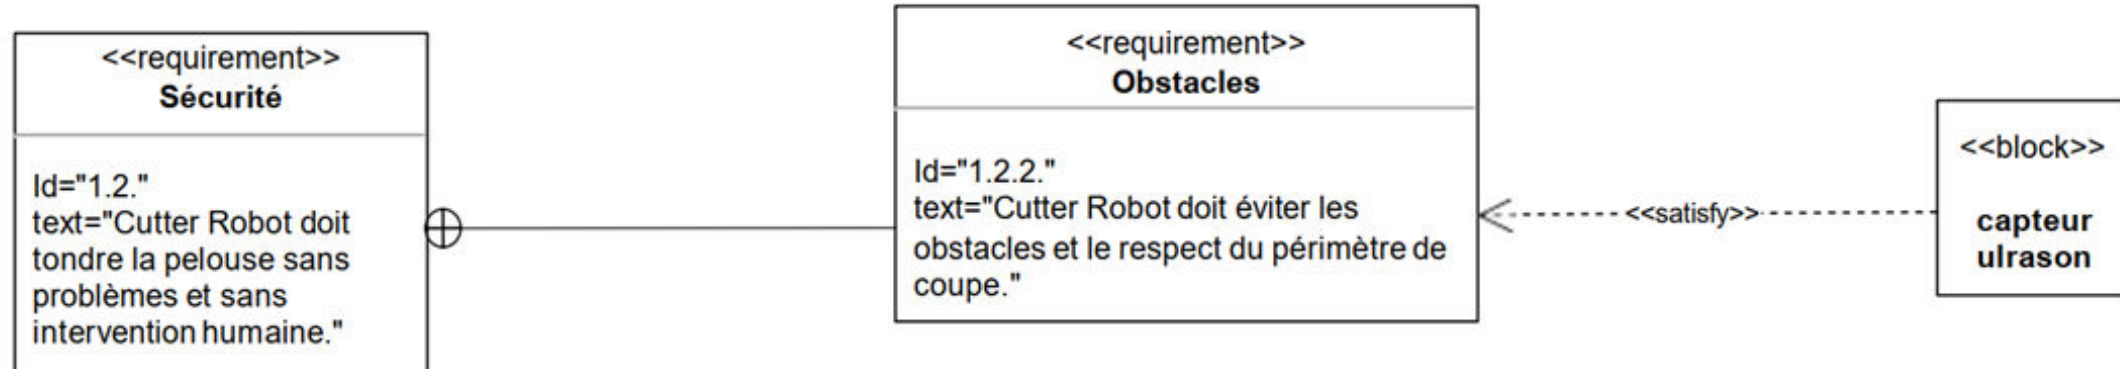 <<requirement>>
Sécurité
Id="1.2."
text="Cutter Robot doit
tondre la pelouse sans
problèmes et sans
intervention humaine."
<<requirement>>
Obstacles
Id="1.2.2."
text="Cutter Robot doit éviter les
obstacles et le respect du périmètre de
coupe."
<<satisfy>>
<<block>>
capteur
ulrason